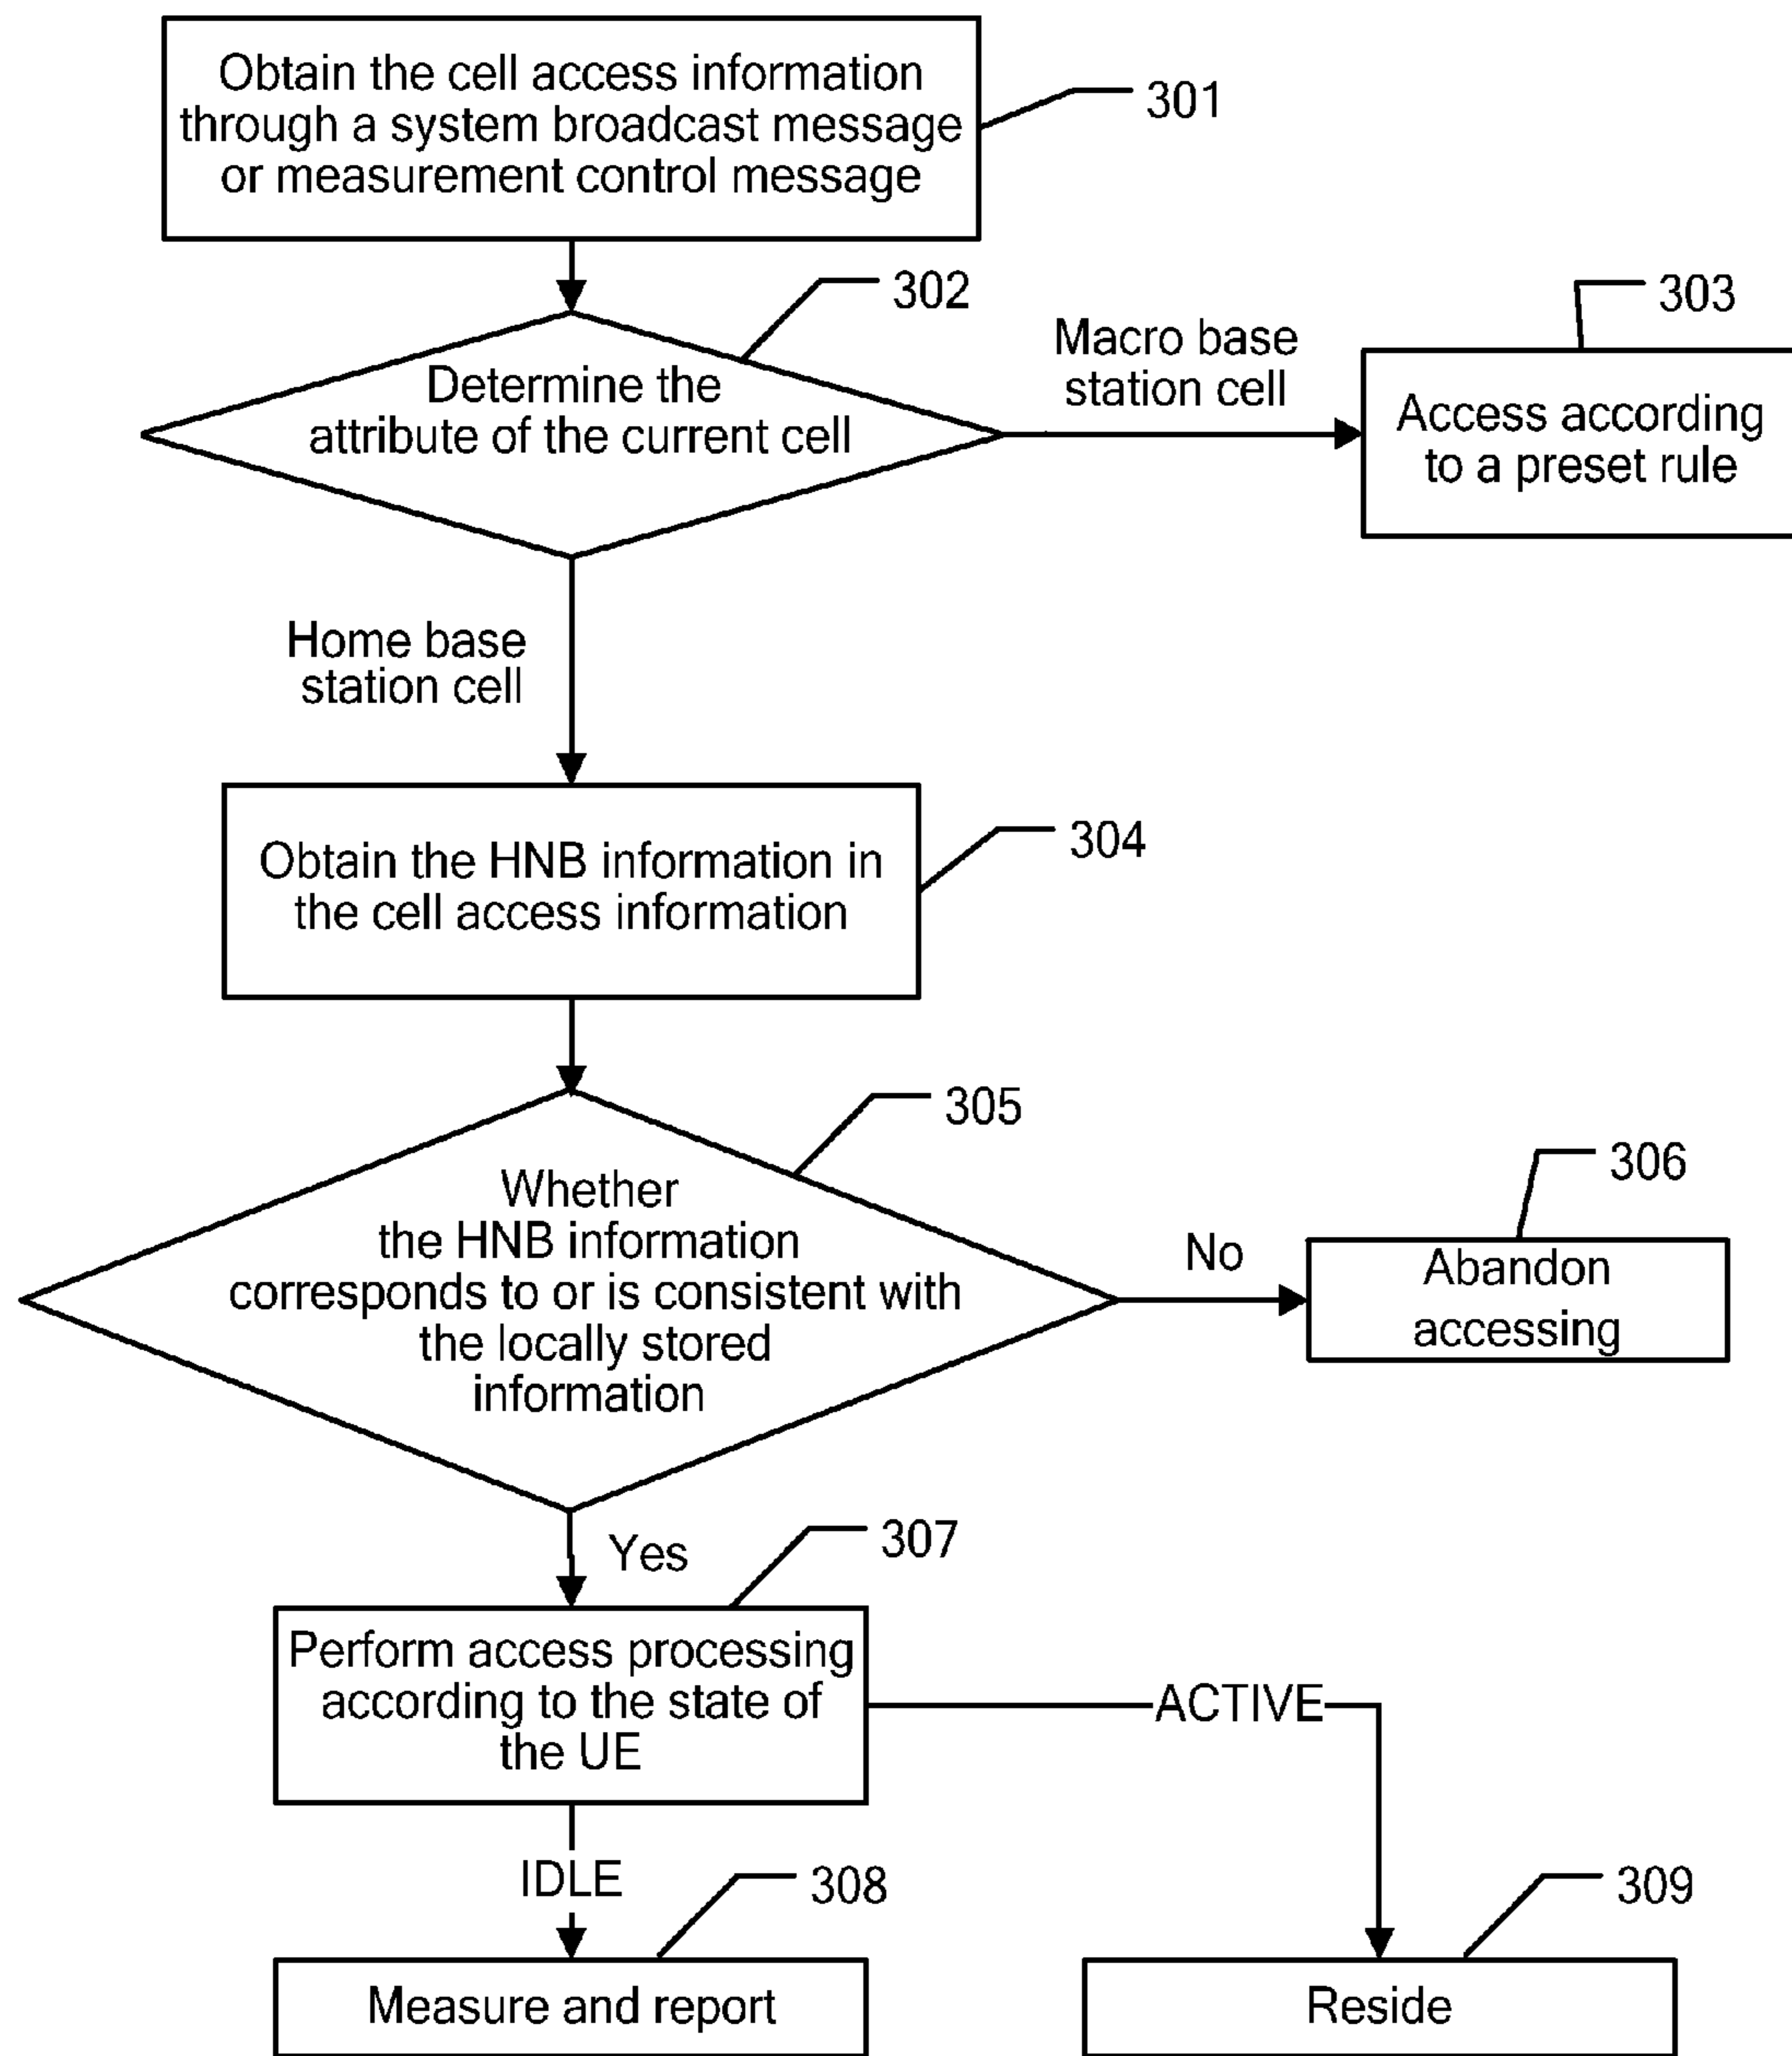 Obtain the cell access information
through a system broadcast message
or measurement control message
301
302
Determine the
attribute of the current cell
Macro base
station cell
303
Access according
to a preset rule
Home base
station cell
Obtain the HNB information in
the cell access information
304
305
Whether
the HNB information
corresponds to or is consistent with
the locally stored
information
No
306
Abandon
accessing
Yes
307
Perform access processing
according to the state of
the UE
ACTIVE
IDLE
308
309
Measure and report
Reside